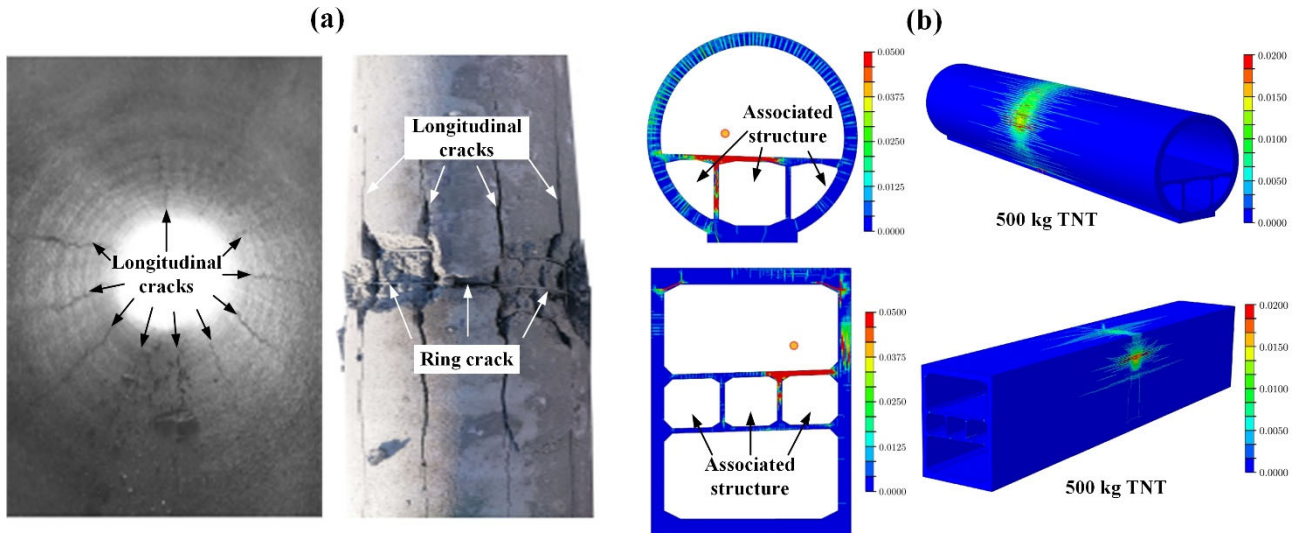 (a)
(b)
Longitudinal
cracks
Longitudinal
cracks
Ring crack
Associated
structure
0.0500
0.0375
0.0250
0.0125
0.0000
500 kg TNT
0.0200
0.0150
0.0100
0.0050
0.0000
Associated
structure
0.0500
0.0375
0.0250
0.0125
0.0000
500 kg TNT
0.0200
0.0150
0.0100
0.0050
0.0000